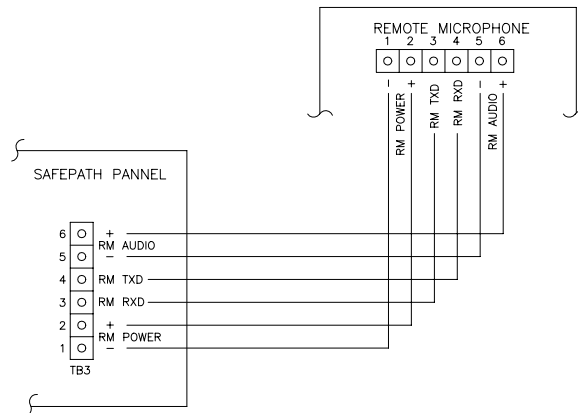 REMOTE MICROPHONE
1 2 3 4 5 6
- + - +
RM POWER
RM TXD
RM RXD
RM AUDIO
SAFEPATH PANNEL
6 +
RM AUDIO
5 -
4 RM TXD
3 RM RXD
2 +
RM POWER
1 -
TB3